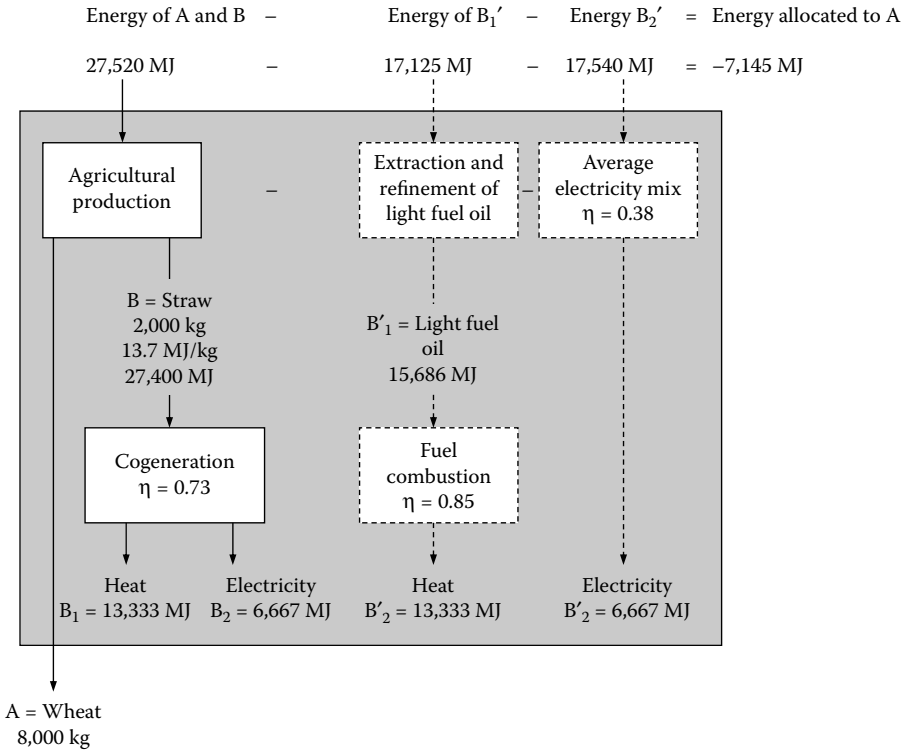 Energy of A and B – Energy of B₁′ – Energy B₂′ = Energy allocated to A
27,520 MJ – 17,125 MJ – 17,540 MJ = –7,145 MJ
Agricultural
production
–
Extraction and
refinement of
light fuel oil
–
Average
electricity mix
η = 0.38
B = Straw
2,000 kg
13.7 MJ/kg
27,400 MJ
B′₁ = Light fuel
oil
15,686 MJ
Cogeneration
η = 0.73
Fuel
combustion
η = 0.85
Heat
B₁ = 13,333 MJ
Electricity
B₂ = 6,667 MJ
Heat
B′₂ = 13,333 MJ
Electricity
B′₂ = 6,667 MJ
A = Wheat
8,000 kg